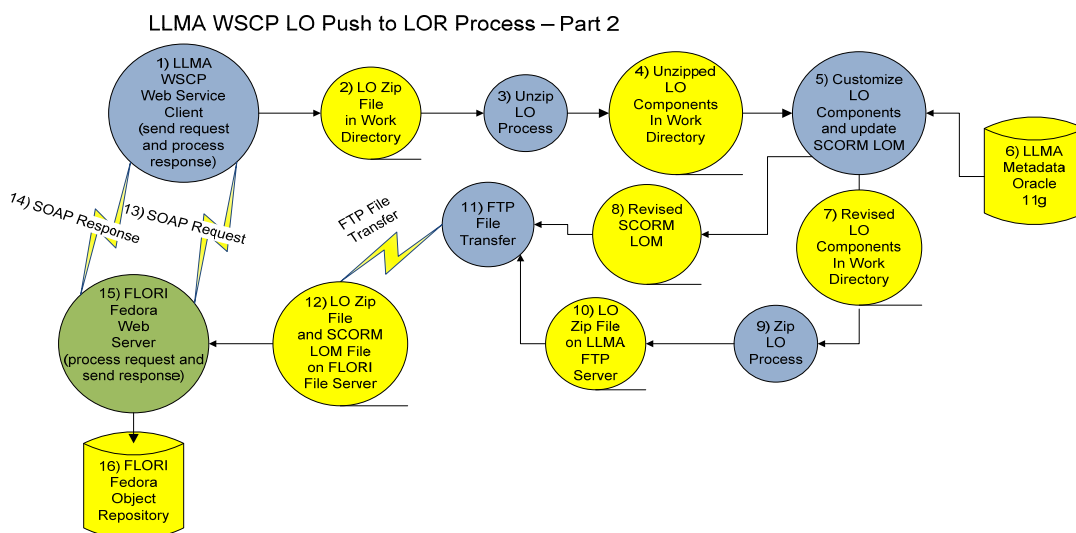 LLMA WSCP LO Push to LOR Process – Part 2
1) LLMA
WSCP
Web Service
Client
(send request
and process
response)
2) LO Zip
File
in Work
Directory
3) Unzip
LO
Process
4) Unzipped
LO
Components
In Work
Directory
5) Customize
LO
Components
and update
SCORM LOM
6) LLMA
Metadata
Oracle
11g
7) Revised
LO
Components
In Work
Directory
8) Revised
SCORM
LOM
9) Zip
LO
Process
10) LO
Zip File
on LLMA
FTP
Server
11) FTP
File
Transfer
FTP File
Transfer
12) LO Zip File
and SCORM
LOM File
on FLORI
File Server
13) SOAP Request
14) SOAP Response
15) FLORI
Fedora
Web
Server
(process request and
send response)
16) FLORI
Fedora
Object
Repository